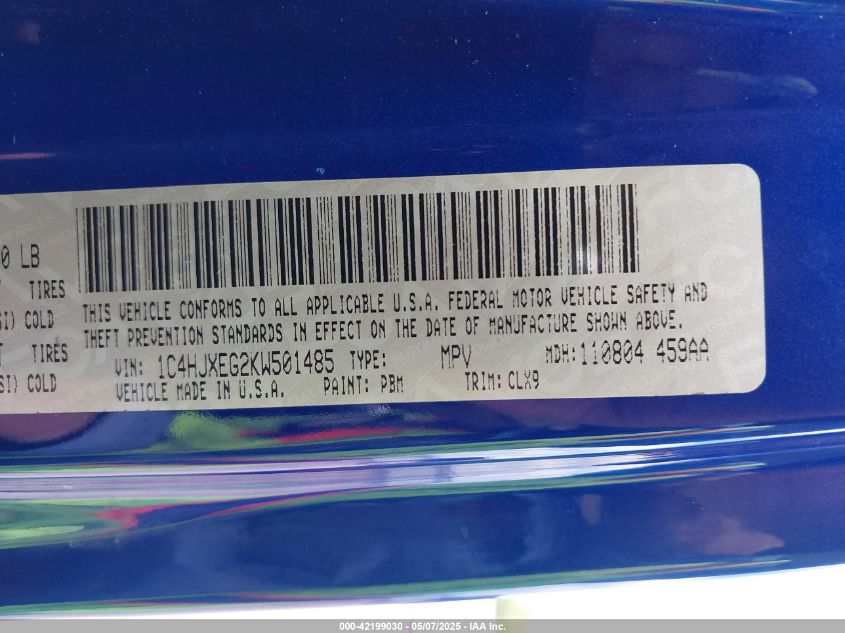 0 LB
TIRES
SI) COLD
TIRES
SI) COLD
THIS VEHICLE CONFORMS TO ALL APPLICABLE U.S.A. FEDERAL MOTOR VEHICLE SAFETY AND
THEFT PREVENTION STANDARDS IN EFFECT ON THE DATE OF MANUFACTURE SHOWN ABOVE.
VIN: 1C4HJXEG2KW501485 TYPE: MPV MDH: 110804 459AA
VEHICLE MADE IN U.S.A. PAINT: PBM TRIM: CLX9
000-42199030 - 05/07/2025 - IAA Inc.